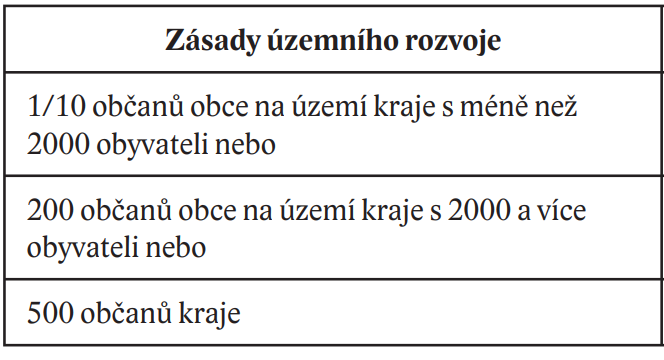 Zásady územního rozvoje
1/10 občanů obce na území kraje s méně než
2000 obyvateli nebo
200 občanů obce na území kraje s 2000 a více
obyvateli nebo
500 občanů kraje